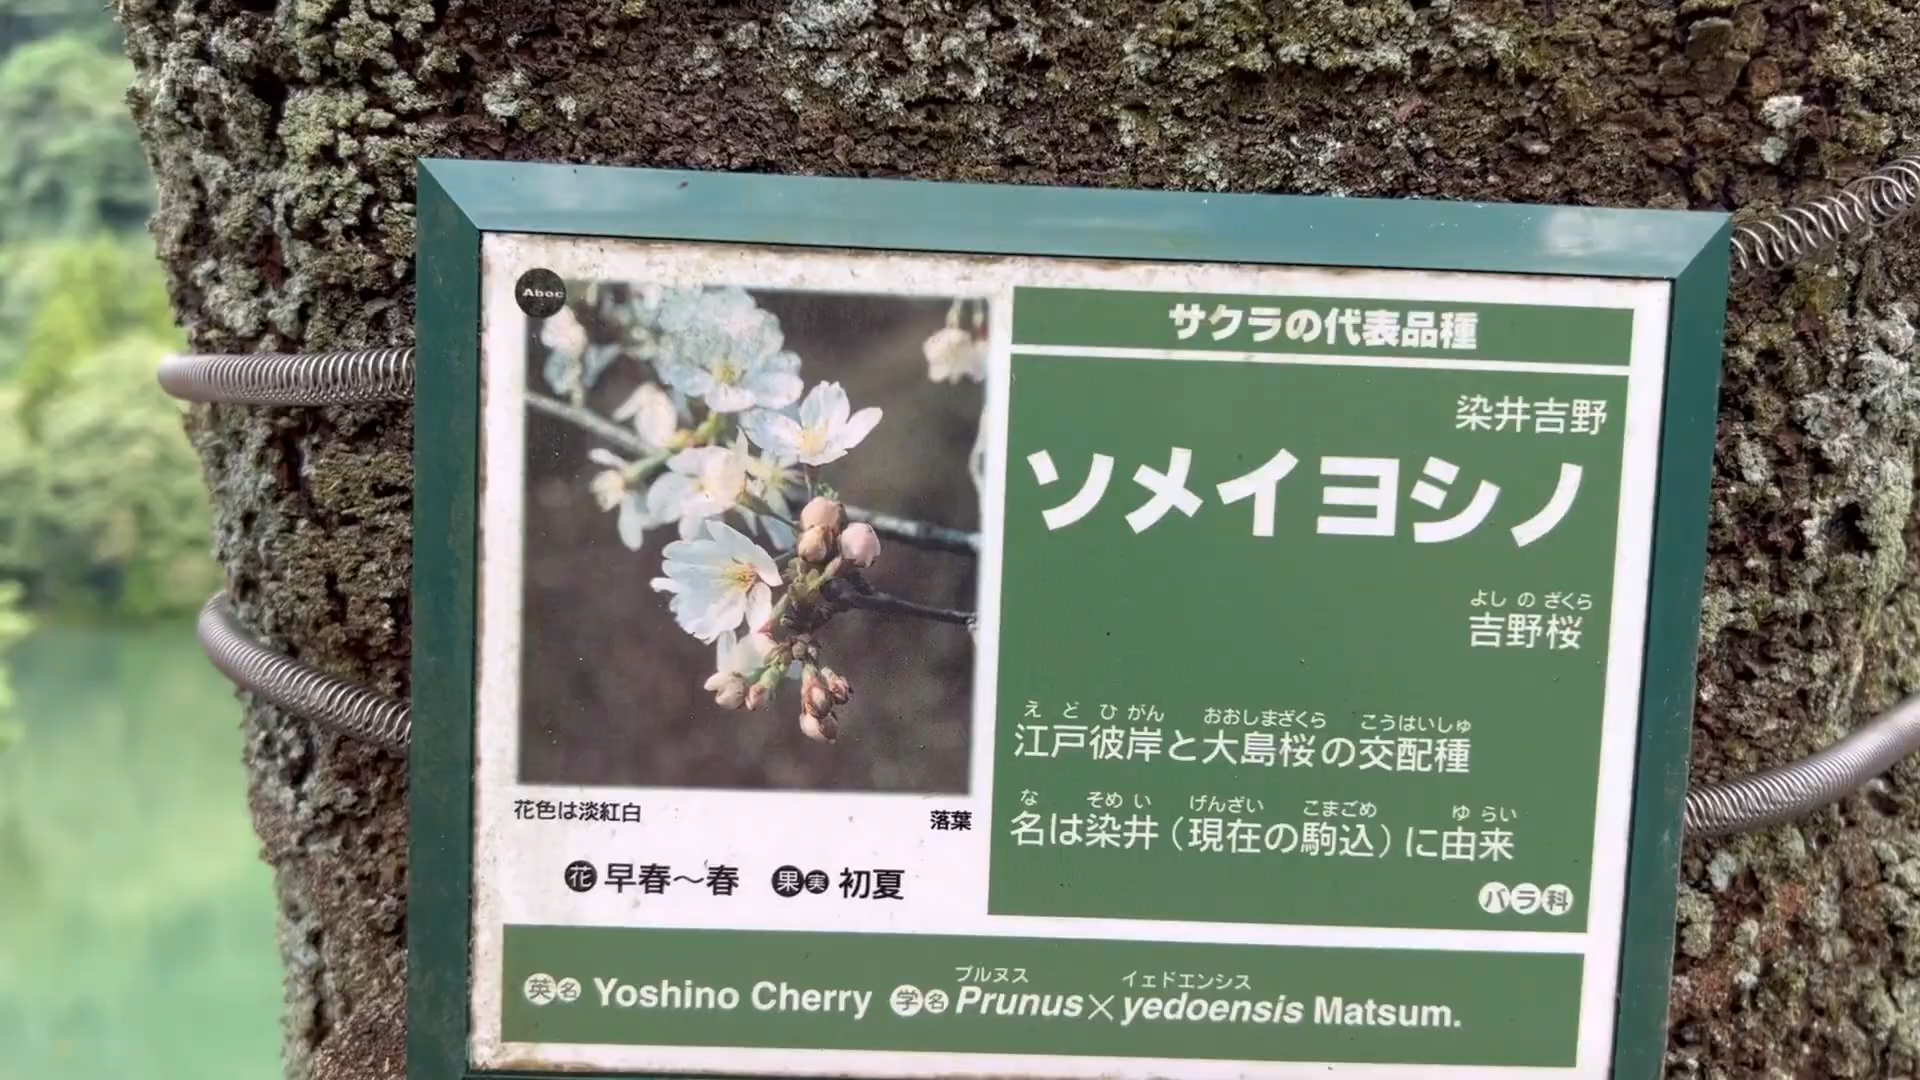 Aboc
サクラの代表品種
染井吉野
ソメイヨシノ
よしのざくら
吉野桜
えどひがん おおしまざくら こうはいしゅ
江戸彼岸と大島桜の交配種
な そめい げんざい こまごめ ゆらい
名は染井（現在の駒込）に由来
バラ科
花色は淡紅白 落葉
花 早春〜春 果実 初夏
プルヌス イェドエンシス
英名 Yoshino Cherry 学名 Prunus×yedoensis Matsum.